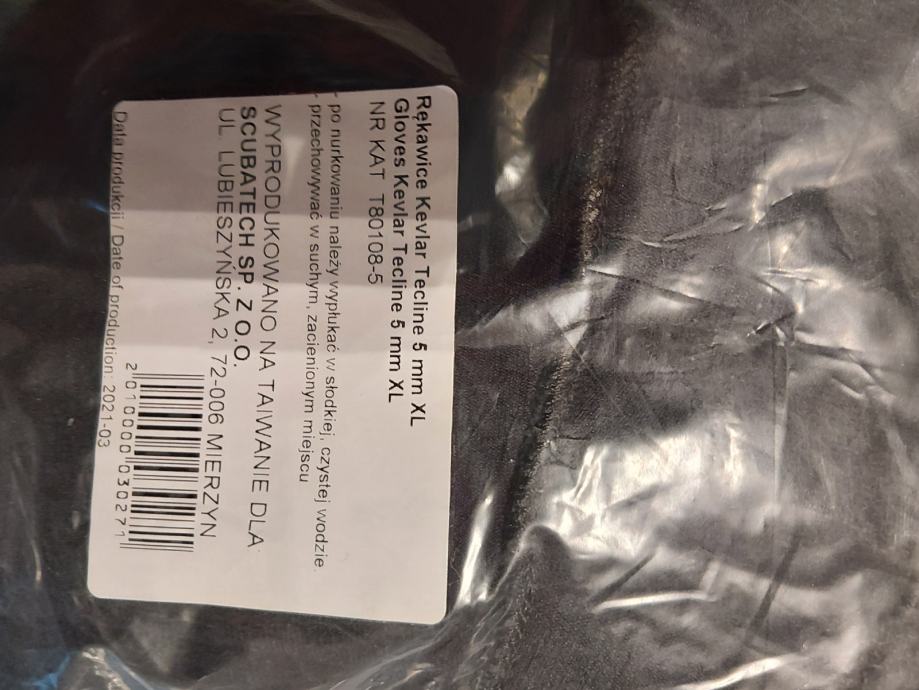 Rękawice Kevlar Tecline 5 mm XL
Gloves Kevlar Tecline 5 mm XL
NR KAT T80108-5
* po nurkowaniu należy wypłukać w słodkiej, czystej wodzie.
* przechowywać w suchym, zacienionym miejscu
WYPRODUKOWANO NA TAIWANIE DLA
SCUBATECH SP. Z O.O.
UL. LUBIESZYŃSKA 2, 72-006 MIERZYN
2010000030271
Data produkcji / Date of production: 2021-03